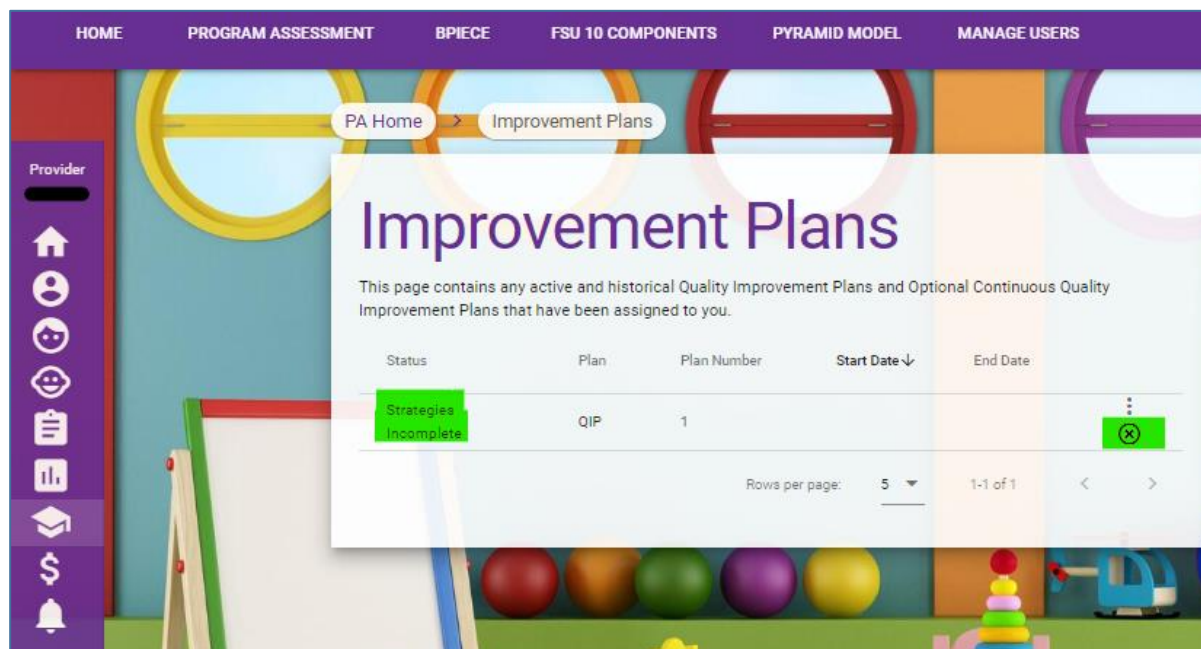 HOME PROGRAM ASSESSMENT BPIECE FSU 10 COMPONENTS PYRAMID MODEL MANAGE USERS
PA Home > Improvement Plans
Provider
Improvement Plans
This page contains any active and historical Quality Improvement Plans and Optional Continuous Quality
Improvement Plans that have been assigned to you.
Status Plan Plan Number Start Date↓ End Date
Strategies
Incomplete
QIP 1
Rows per page: 5 1-1 of 1